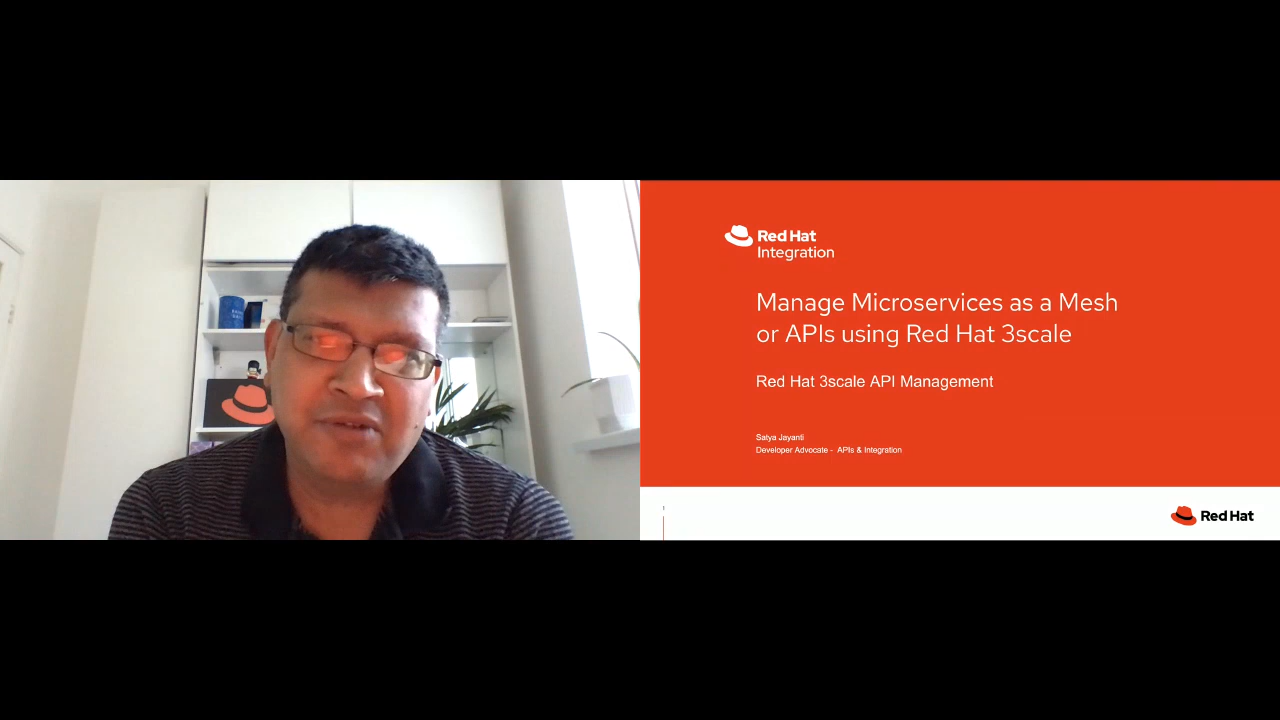 Red Hat
Integration
Manage Microservices as a Mesh
or APIs using Red Hat 3scale
Red Hat 3scale API Management
Satya Jayanti
Developer Advocate - APIs & Integration
1
Red Hat